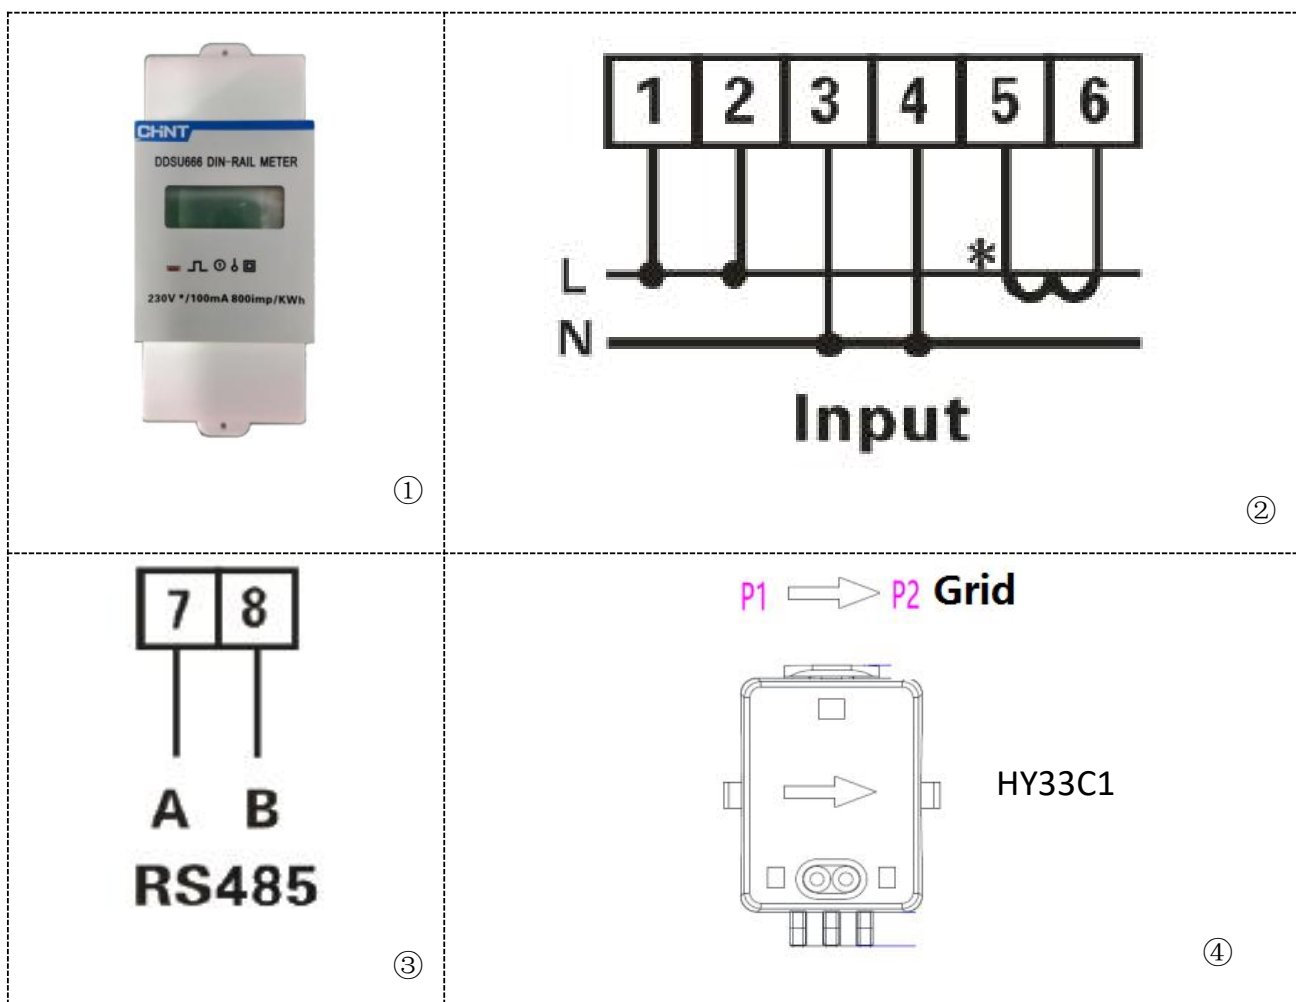 CHNT
DDSU666 DIN-RAIL METER
230V */100mA 800imp/KWh
①
1 2 3 4 5 6
*
L
N
Input
②
7 8
A B
RS485
③
P1 P2 Grid
HY33C1
④